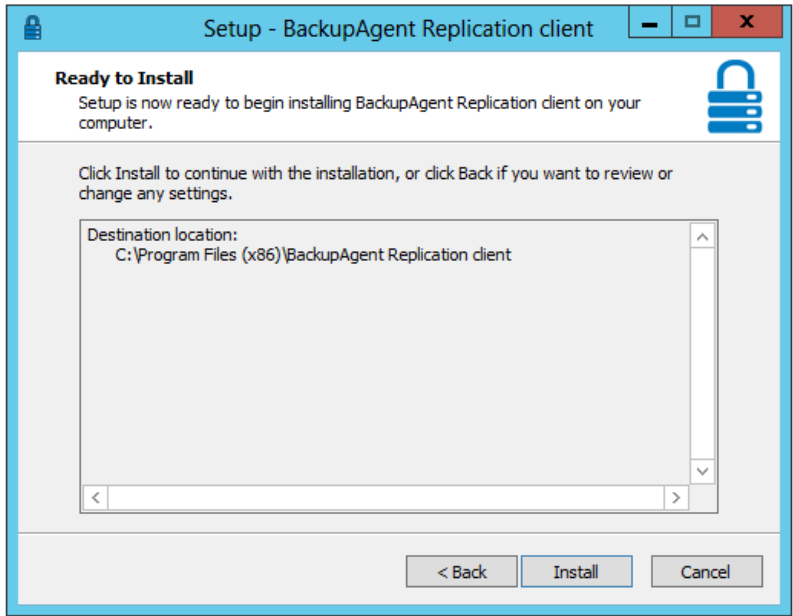 Setup - BackupAgent Replication client
Ready to Install
Setup is now ready to begin installing BackupAgent Replication client on your
computer.
Click Install to continue with the installation, or click Back if you want to review or
change any settings.
Destination location:
C:\Program Files (x86)\BackupAgent Replication client
< Back
Install
Cancel